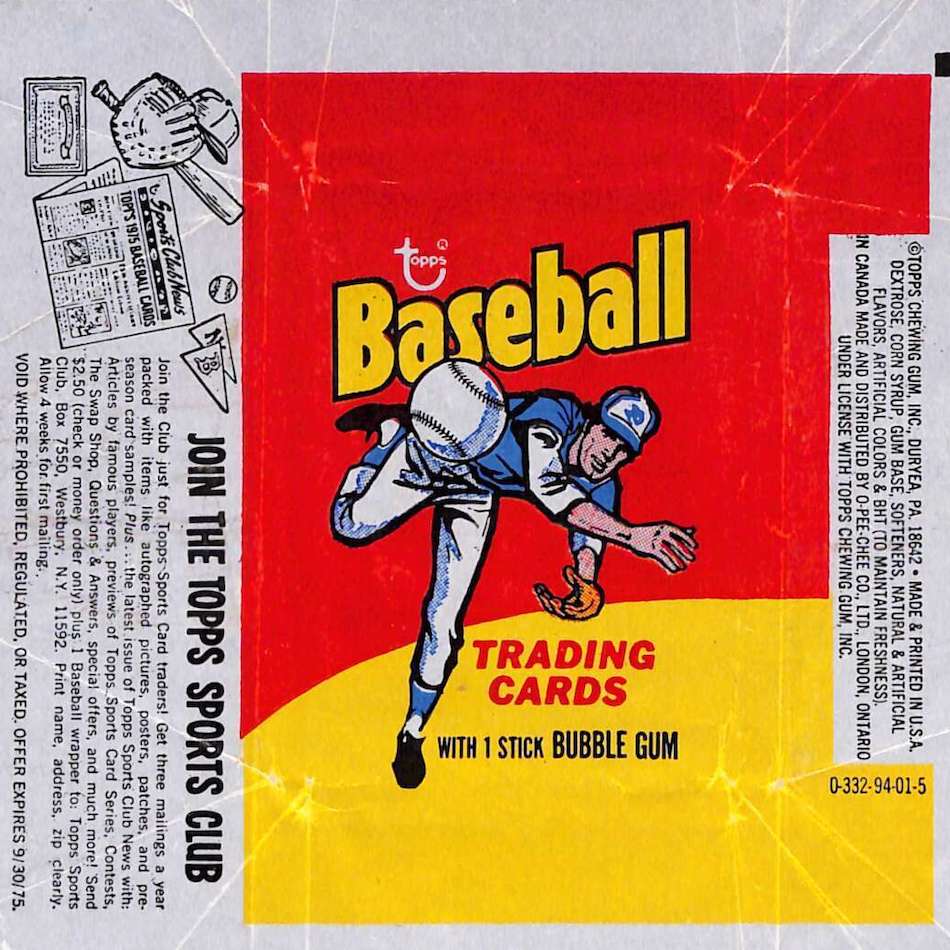 topps®
Baseball
TRADING
CARDS
WITH 1 STICK BUBBLE GUM
©TOPPS CHEWING GUM, INC., DURYEA, PA. 18642 • MADE & PRINTED IN U.S.A.
DEXTROSE, CORN SYRUP, GUM BASE, SOFTENERS, NATURAL & ARTIFICIAL
FLAVORS, ARTIFICIAL COLORS & BHT (TO MAINTAIN FRESHNESS).
IN CANADA MADE AND DISTRIBUTED BY O-PEE-CHEE CO., LTD., LONDON, ONTARIO
UNDER LICENSE WITH TOPPS CHEWING GUM, INC.
0-332-94-01-5
Sports Club News
TOPPS 1975 BASEBALL CARDS
JOIN THE TOPPS SPORTS CLUB
Join the Club just for Topps Sports Card traders! Get three mailings a year
packed with items like autographed pictures, posters, patches, and pre-
season card samples! Plus...the latest issue of Topps Sports Club News with:
Articles by famous players, previews of Topps Sports Card Series, Contests,
The Swap Shop, Questions & Answers, special offers, and much more! Send
$2.50 (check or money order only) plus 1 Baseball wrapper to: Topps Sports
Club, Box 7550, Westbury, N.Y. 11592. Print name, address, zip clearly.
Allow 4 weeks for first mailing.
VOID WHERE PROHIBITED, REGULATED, OR TAXED. OFFER EXPIRES 9/30/75.